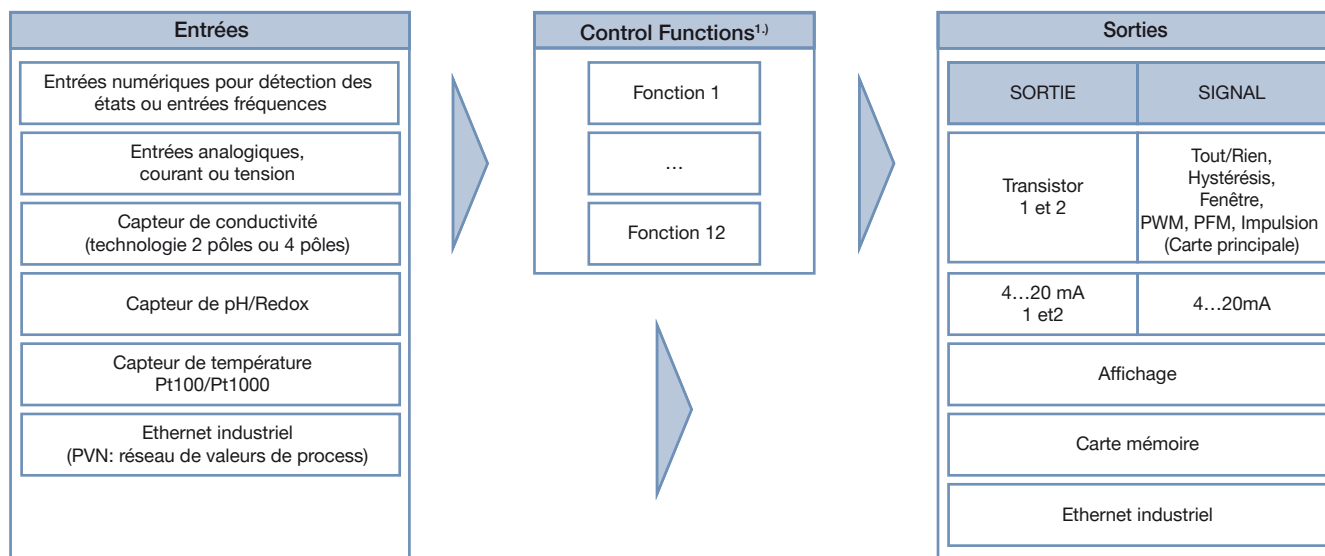 Entrées
Entrées numériques pour détection des
états ou entrées fréquences
Entrées analogiques,
courant ou tension
Capteur de conductivité
(technologie 2 pôles ou 4 pôles)
Capteur de pH/Redox
Capteur de température
Pt100/Pt1000
Ethernet industriel
(PVN: réseau de valeurs de process)
Control Functions1.)
Fonction 1
...
Fonction 12
Sorties
SORTIE
SIGNAL
Transistor
1 et 2
Tout/Rien,
Hystérésis,
Fenêtre,
PWM, PFM, Impulsion
(Carte principale)
4...20 mA
1 et2
4...20mA
Affichage
Carte mémoire
Ethernet industriel